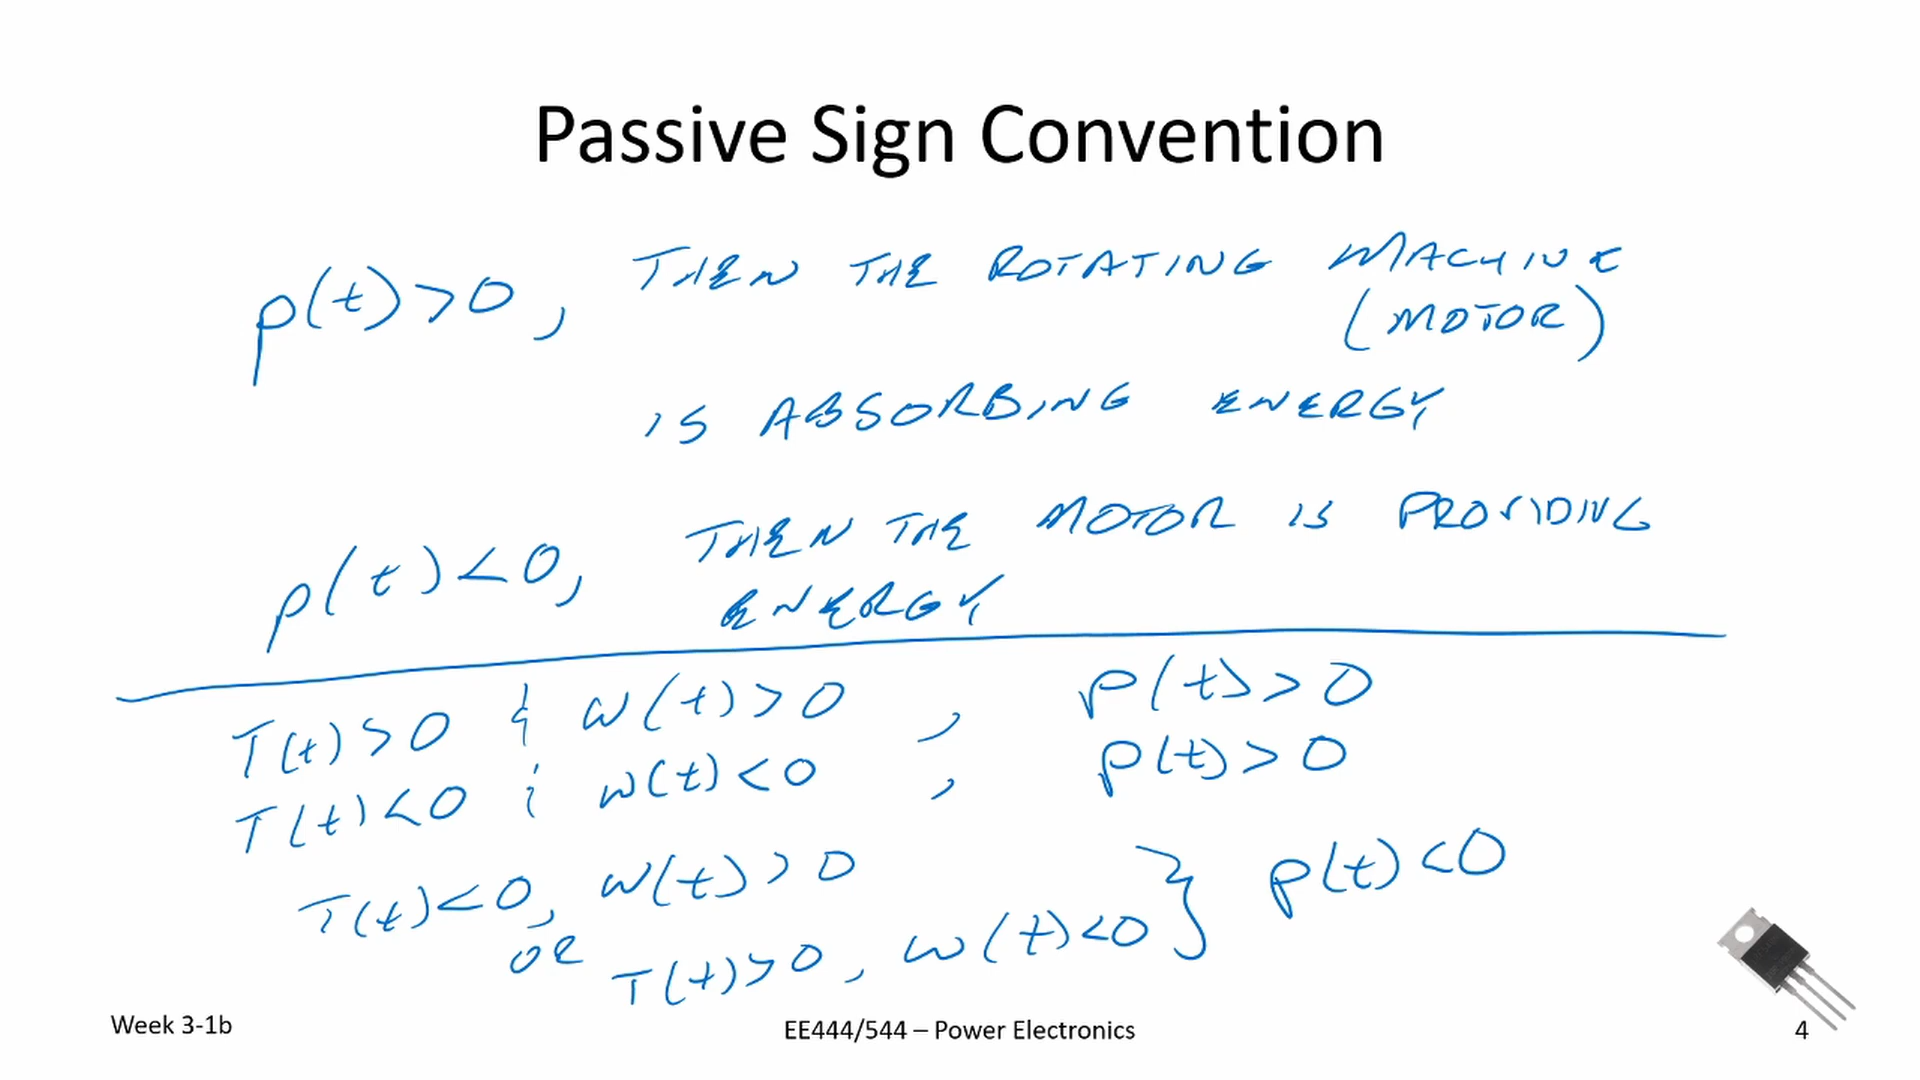 Passive Sign Convention
p(t)>0, THEN THE ROTATING MACHINE
(MOTOR)
IS ABSORBING ENERGY
p(t)<0, THEN THE MOTOR IS PROVIDING
ENERGY
T(t)>0 & ω(t)>0 , p(t)>0
T(t)<0 & ω(t)<0 , p(t)>0
T(t)<0, ω(t)>0
OR T(t)>0, ω(t)<0 } p(t)<0
Week 3-1b
EE444/544 – Power Electronics
4